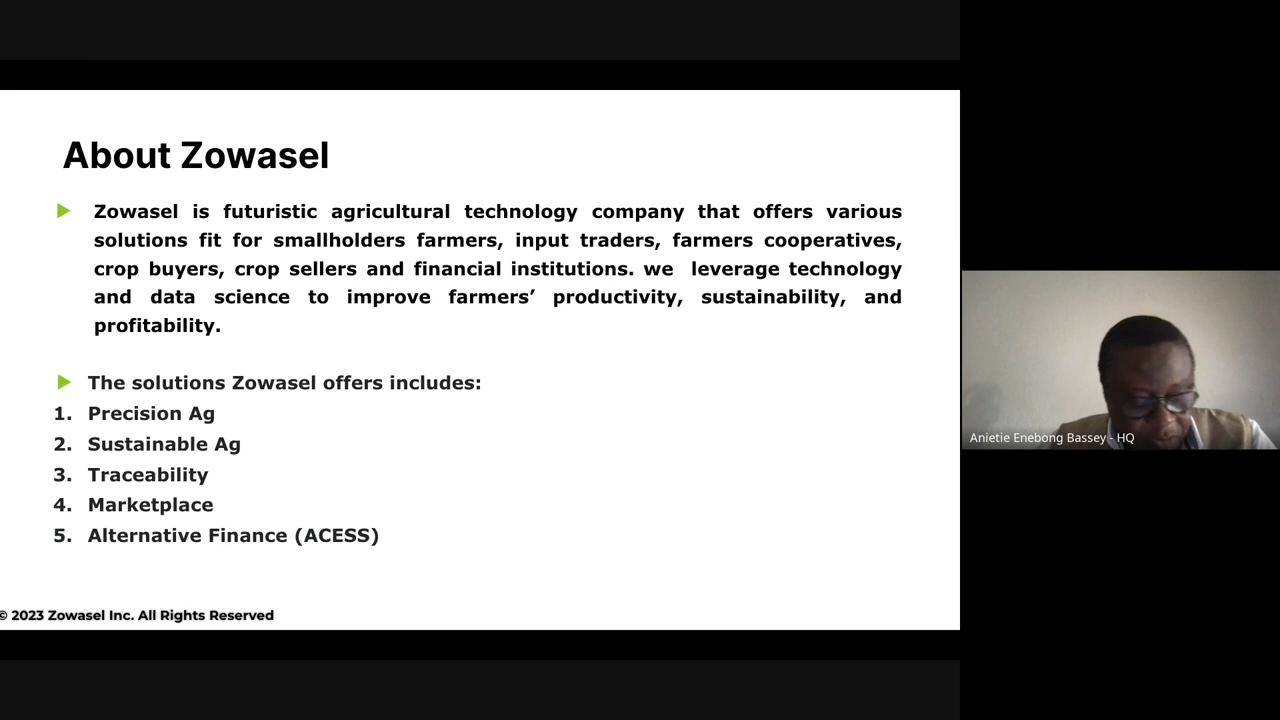 About Zowasel
Zowasel is futuristic agricultural technology company that offers various
solutions fit for smallholders farmers, input traders, farmers cooperatives,
crop buyers, crop sellers and financial institutions. we leverage technology
and data science to improve farmers’ productivity, sustainability, and
profitability.
The solutions Zowasel offers includes:
1. Precision Ag
2. Sustainable Ag
3. Traceability
4. Marketplace
5. Alternative Finance (ACESS)
© 2023 Zowasel Inc. All Rights Reserved
Anietie Enebong Bassey - HQ